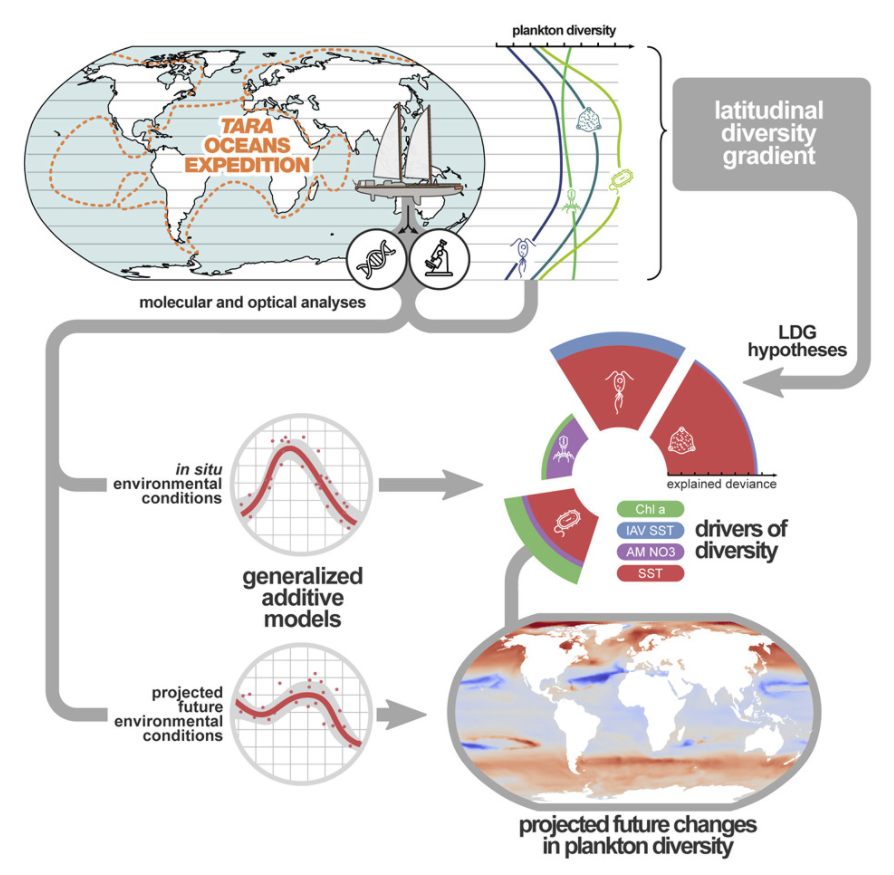 plankton diversity
TARA
OCEANS
EXPEDITION
latitudinal
diversity
gradient
molecular and optical analyses
LDG
hypotheses
in situ
environmental
conditions
explained deviance
Chl a
IAV SST
AM NO3
SST
drivers of
diversity
generalized
additive
models
projected
future
environmental
conditions
projected future changes
in plankton diversity